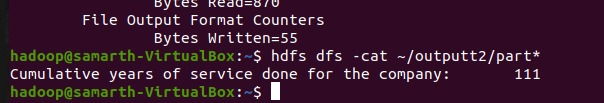 Bytes Read=870
File Output Format Counters
Bytes Written=55
hadoop@samarth-VirtualBox:~$ hdfs dfs -cat ~/outputt2/part*
Cumulative years of service done for the company: 111
hadoop@samarth-VirtualBox:~$